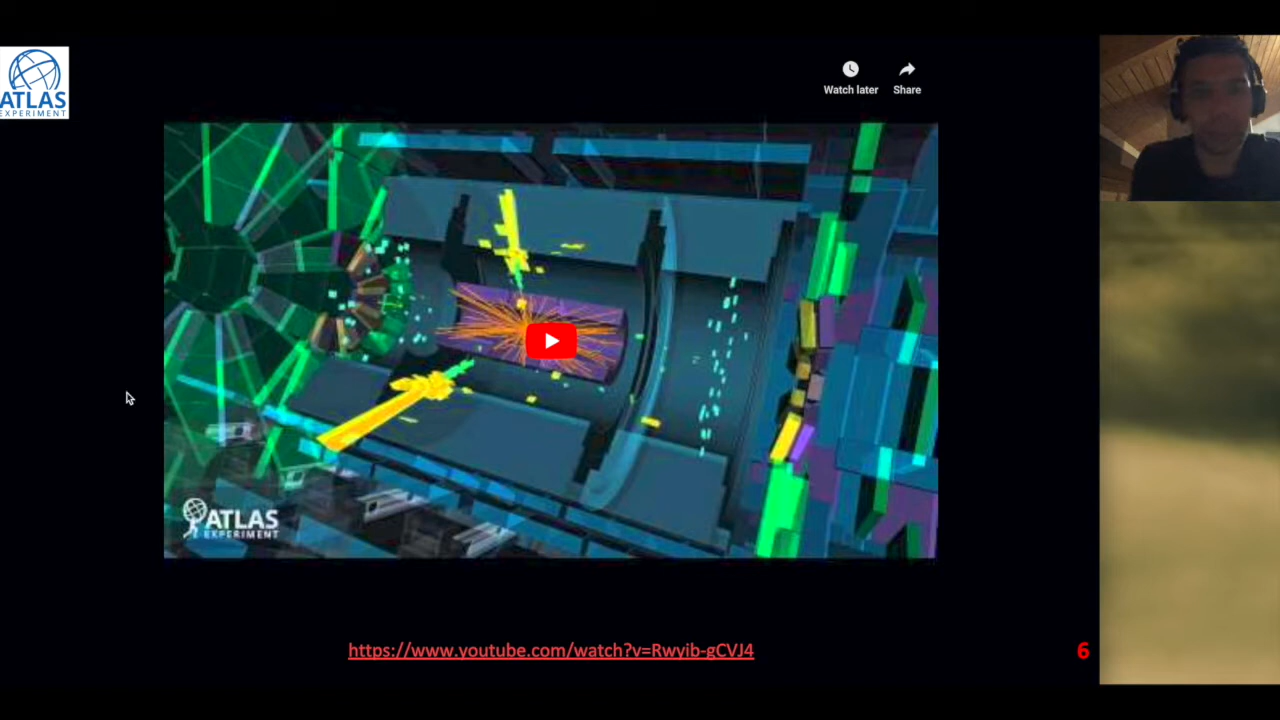 ATLAS
EXPERIMENT
Watch later
Share
ATLAS
EXPERIMENT
https://www.youtube.com/watch?v=Rwyib-gCVJ4
6